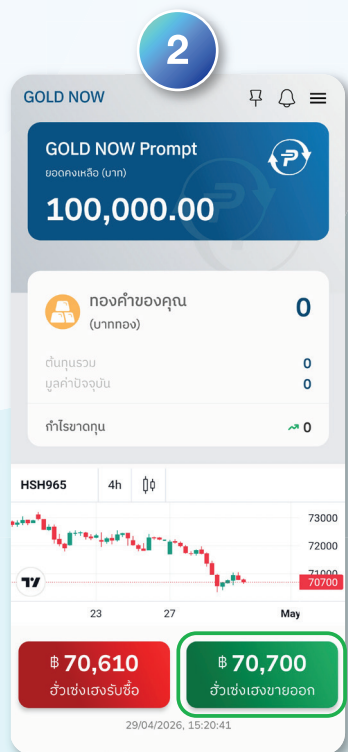 2
GOLD NOW
GOLD NOW Prompt
ยอดคงเหลือ (บาท)
100,000.00
ทองคำของคุณ
(บาททอง)
0
ต้นทุนรวม 0
มูลค่าปัจจุบัน 0
กำไรขาดทุน 0
HSH965 4h
73000
72000
71000
70700
23 27 May
฿ 70,610
ฮั่วเซ่งเฮงรับซื้อ
฿ 70,700
ฮั่วเซ่งเฮงขายออก
29/04/2026, 15:20:41